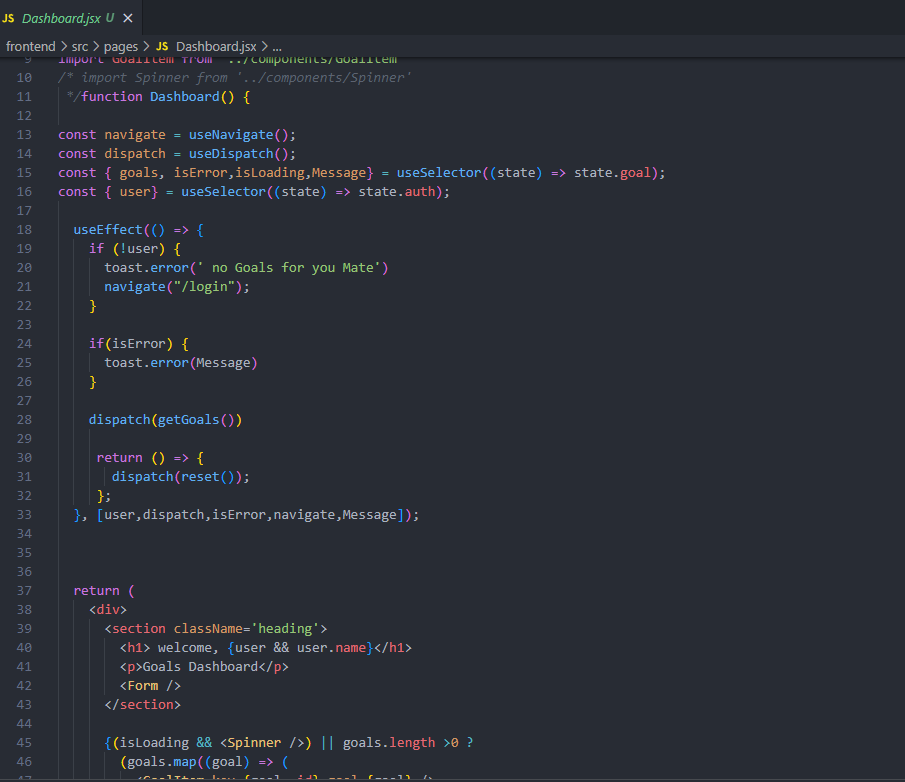 JS Dashboard.jsx U ×
frontend > src > pages > JS Dashboard.jsx > ...
9 import GoalItem from '../components/GoalItem'
10 /* import Spinner from '../components/Spinner'
11 */function Dashboard() {
12
13 const navigate = useNavigate();
14 const dispatch = useDispatch();
15 const { goals, isError,isLoading,Message} = useSelector((state) => state.goal);
16 const { user} = useSelector((state) => state.auth);
17
18 useEffect(() => {
19 if (!user) {
20 toast.error(' no Goals for you Mate')
21 navigate("/login");
22 }
23
24 if(isError) {
25 toast.error(Message)
26 }
27
28 dispatch(getGoals())
29
30 return () => {
31 dispatch(reset());
32 };
33 }, [user,dispatch,isError,navigate,Message]);
34
35
36
37 return (
38 <div>
39 <section className='heading'>
40 <h1> welcome, {user && user.name}</h1>
41 <p>Goals Dashboard</p>
42 <Form />
43 </section>
44
45 {(isLoading && <Spinner />) || goals.length >0 ?
46 (goals.map((goal) => (
47